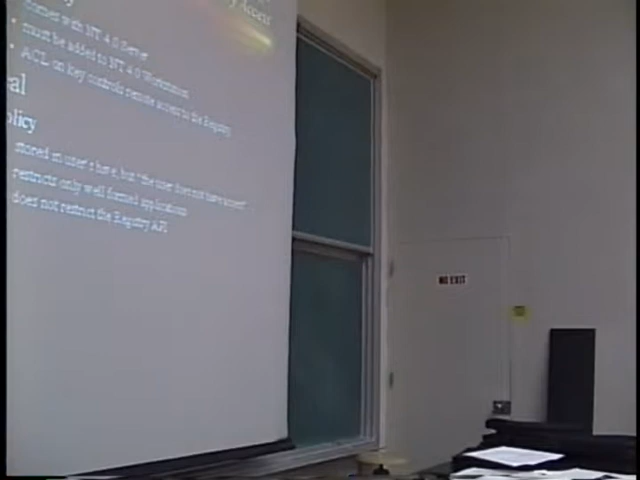 y Access
comes with NT 4.0 Server
must be added to NT 4.0 Workstation
ACL on key controls remote access to the Registry
al
olicy
stored in user's hive, but "the user does not have access"
restricts only well formed applications
does not restrict the Registry API
NO EXIT